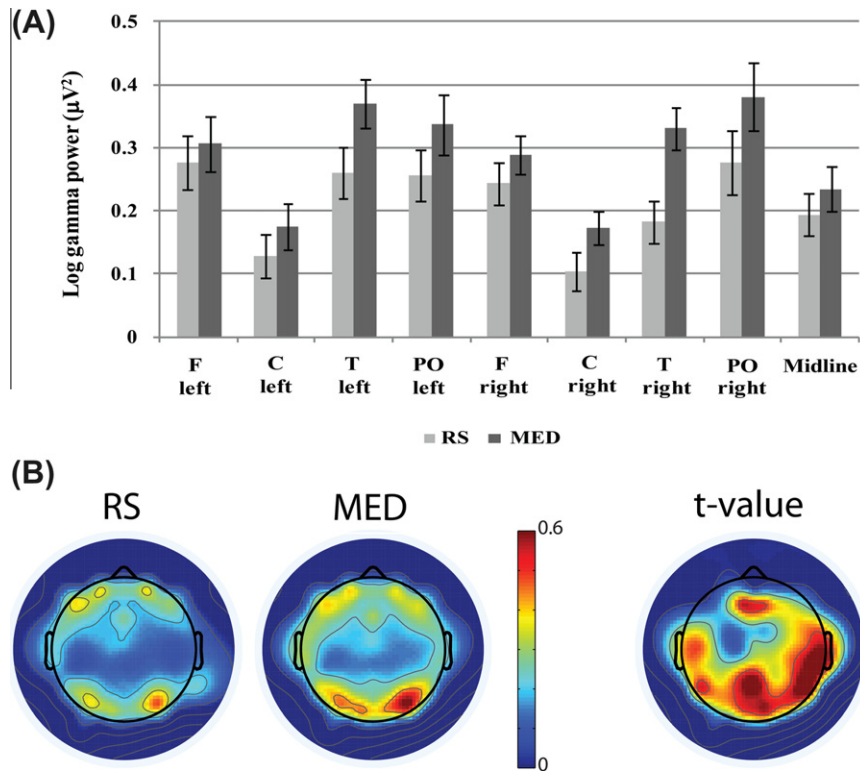 (A)
Log gamma power (μV²)
0.5
0.4
0.3
0.2
0.1
0
F left
C left
T left
PO left
F right
C right
T right
PO right
Midline
RS MED
(B)
RS MED t-value
0.6
0